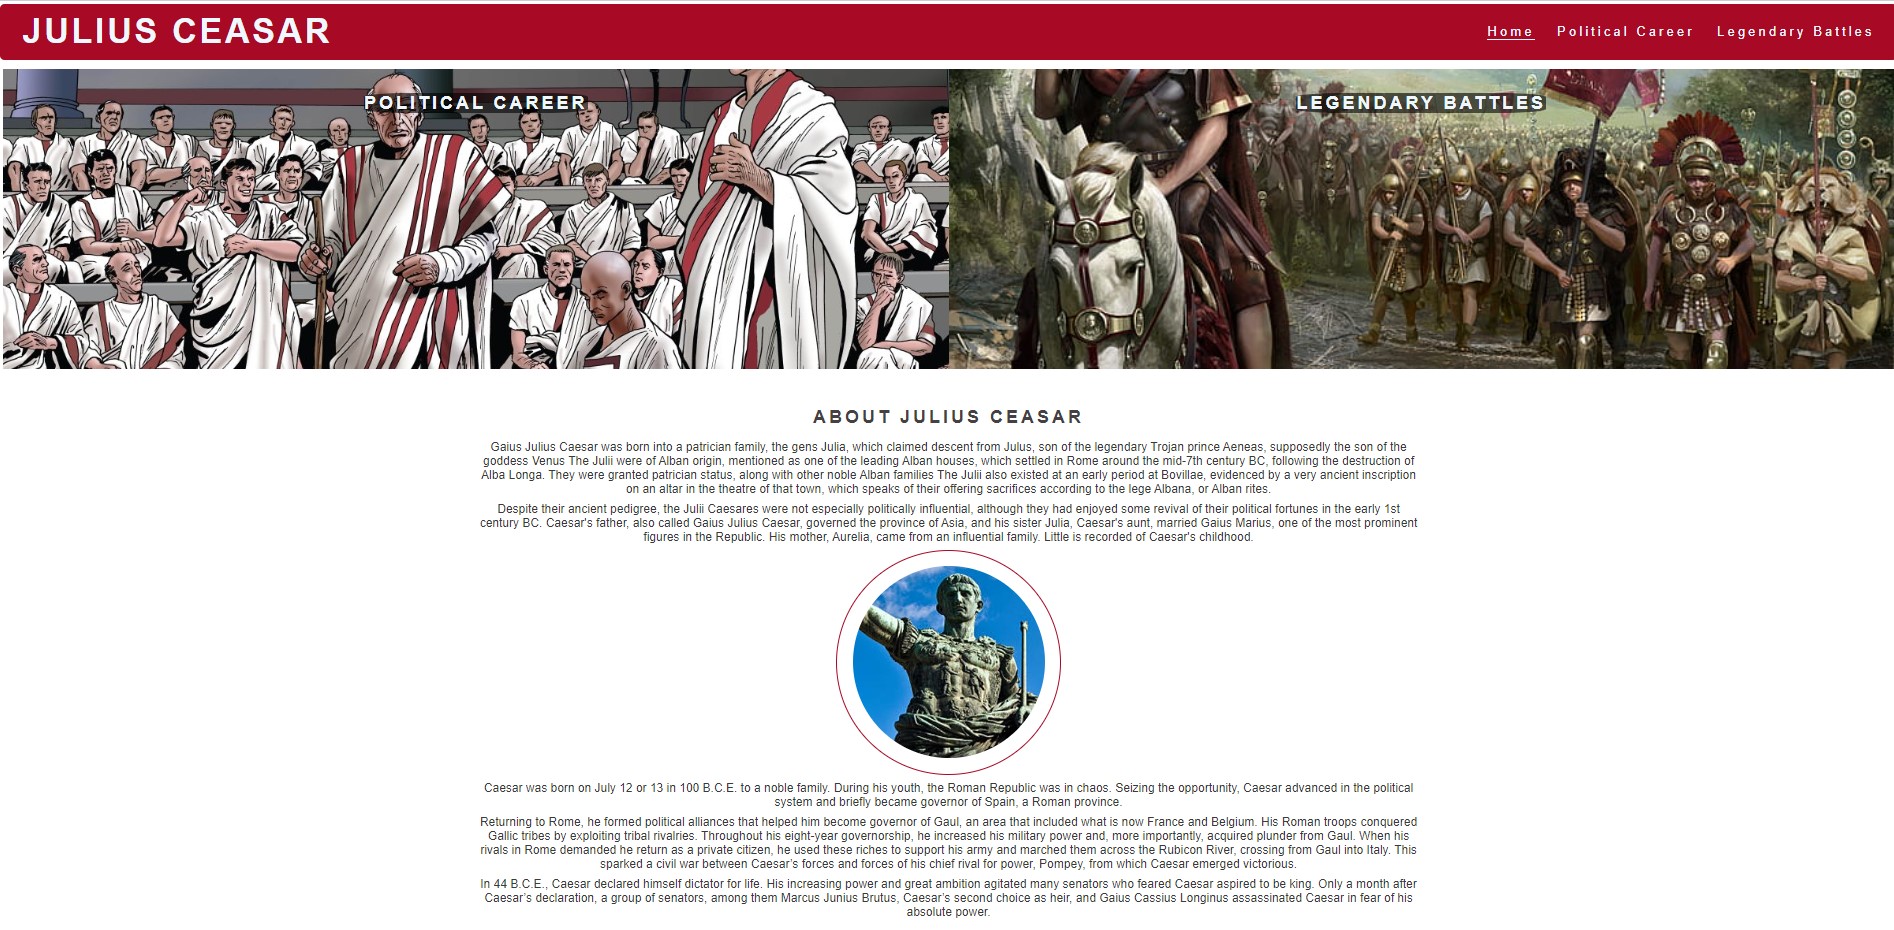 JULIUS CEASAR
Home Political Career Legendary Battles
POLITICAL CAREER
LEGENDARY BATTLES
ABOUT JULIUS CEASAR
Gaius Julius Caesar was born into a patrician family, the gens Julia, which claimed descent from Julus, son of the legendary Trojan prince Aeneas, supposedly the son of the
goddess Venus The Julii were of Alban origin, mentioned as one of the leading Alban houses, which settled in Rome around the mid-7th century BC, following the destruction of
Alba Longa. They were granted patrician status, along with other noble Alban families The Julii also existed at an early period at Bovillae, evidenced by a very ancient inscription
on an altar in the theatre of that town, which speaks of their offering sacrifices according to the lege Albana, or Alban rites.
Despite their ancient pedigree, the Julii Caesares were not especially politically influential, although they had enjoyed some revival of their political fortunes in the early 1st
century BC. Caesar's father, also called Gaius Julius Caesar, governed the province of Asia, and his sister Julia, Caesar's aunt, married Gaius Marius, one of the most prominent
figures in the Republic. His mother, Aurelia, came from an influential family. Little is recorded of Caesar's childhood.
Caesar was born on July 12 or 13 in 100 B.C.E. to a noble family. During his youth, the Roman Republic was in chaos. Seizing the opportunity, Caesar advanced in the political
system and briefly became governor of Spain, a Roman province.
Returning to Rome, he formed political alliances that helped him become governor of Gaul, an area that included what is now France and Belgium. His Roman troops conquered
Gallic tribes by exploiting tribal rivalries. Throughout his eight-year governorship, he increased his military power and, more importantly, acquired plunder from Gaul. When his
rivals in Rome demanded he return as a private citizen, he used these riches to support his army and marched them across the Rubicon River, crossing from Gaul into Italy. This
sparked a civil war between Caesar’s forces and forces of his chief rival for power, Pompey, from which Caesar emerged victorious.
In 44 B.C.E., Caesar declared himself dictator for life. His increasing power and great ambition agitated many senators who feared Caesar aspired to be king. Only a month after
Caesar’s declaration, a group of senators, among them Marcus Junius Brutus, Caesar’s second choice as heir, and Gaius Cassius Longinus assassinated Caesar in fear of his
absolute power.